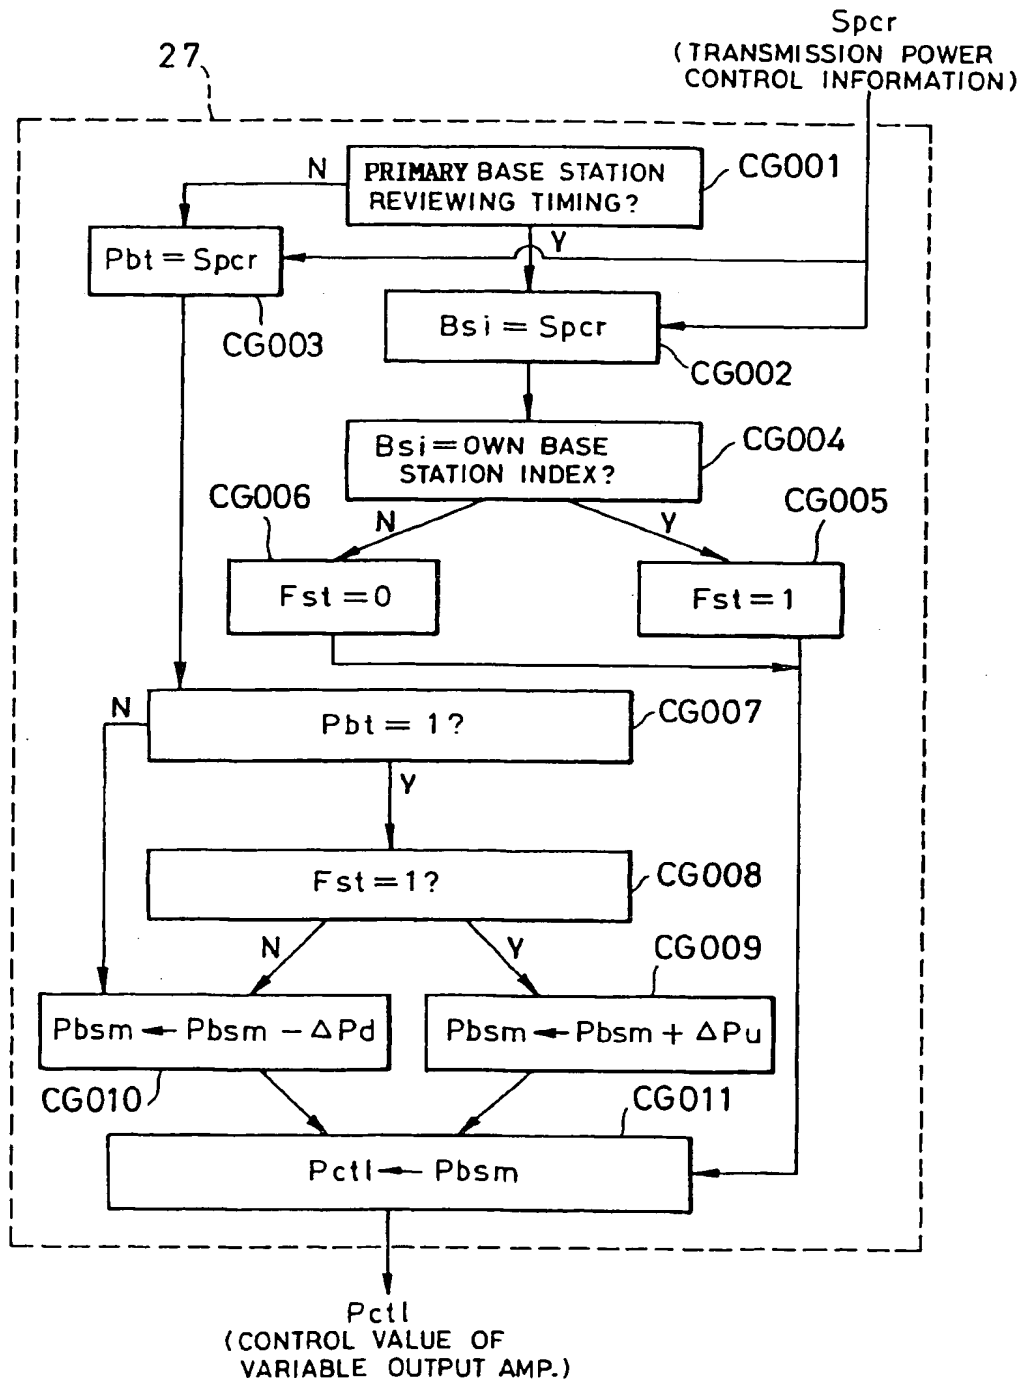 Spcr
(TRANSMISSION POWER
CONTROL INFORMATION)
27
N
PRIMARY BASE STATION
REVIEWING TIMING?
CG001
Y
Pbt = Spcr
CG003
Bsi = Spcr
CG002
Bsi = OWN BASE
STATION INDEX?
CG004
CG006
N
Y
CG005
Fst = 0
Fst = 1
N
Pbt = 1?
CG007
Y
Fst = 1?
CG008
N
Y
CG009
Pbsm ← Pbsm − ΔPd
Pbsm ← Pbsm + ΔPu
CG010
CG011
Pctl ← Pbsm
Pctl
(CONTROL VALUE OF
VARIABLE OUTPUT AMP.)